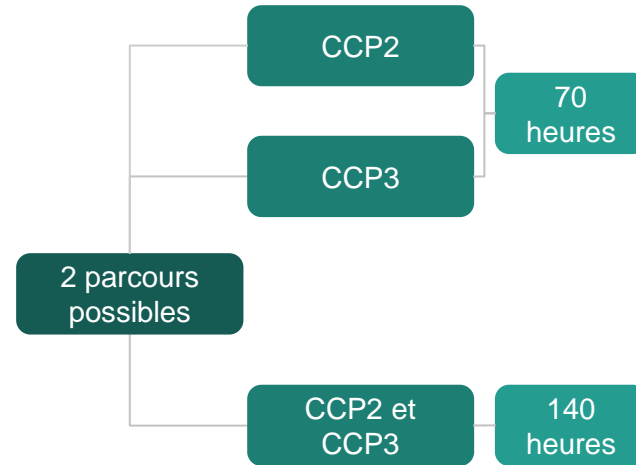 CCP2
70
heures
CCP3
2 parcours
possibles
CCP2 et
CCP3
140
heures